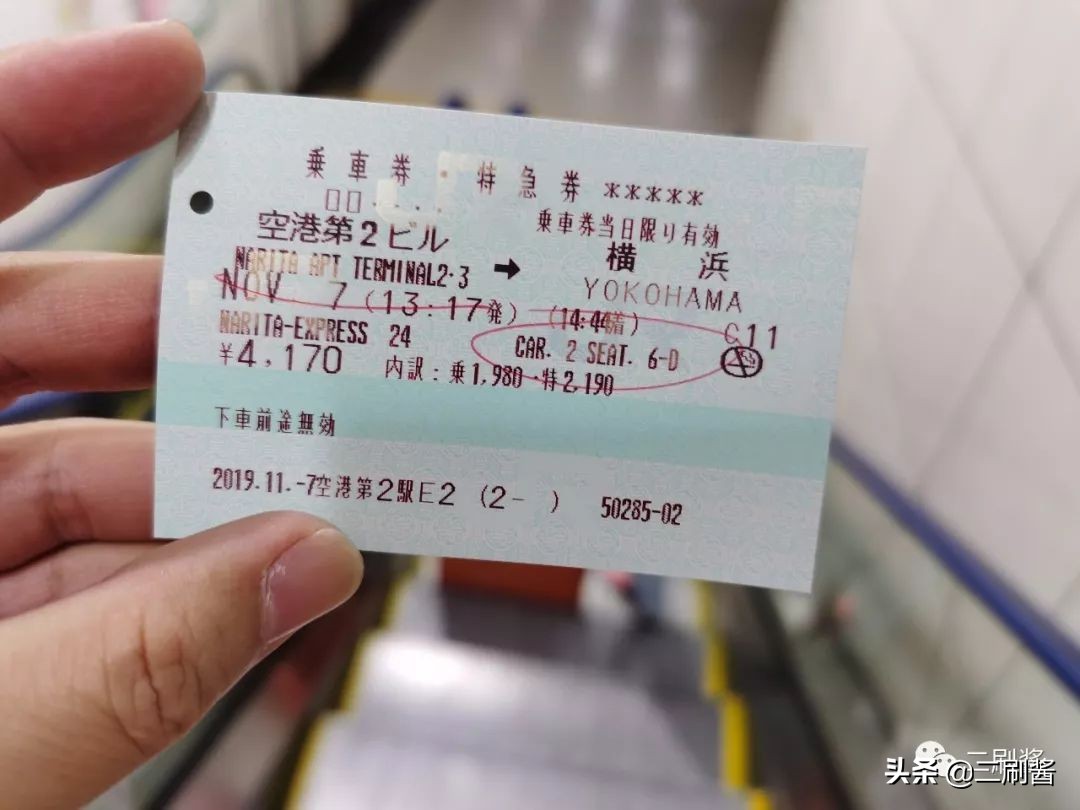 乗車券・特急券 *****
乗車券当日限り有効
空港第2ビル
横浜
NARITA APT TERMINAL2·3 → YOKOHAMA
NOV 7 (13:17発) (14:44着) C11
NARITA-EXPRESS 24 CAR. 2 SEAT. 6-D
¥4,170 内訳:乗1,980·特2,190
下車前途無効
2019.11.-7空港第2駅E2 (2- ) 50285-02
二刷酱
头条 @三刷酱